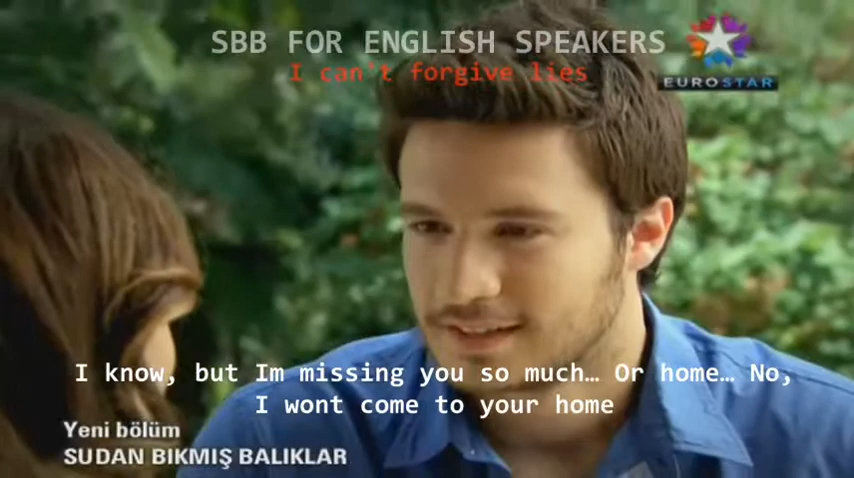 SBB FOR ENGLISH SPEAKERS
I can't forgive lies
EUROSTAR
I know, but Im missing you so much… Or home… No,
I wont come to your home
Yeni bölüm
SUDAN BIKMIŞ BALIKLAR